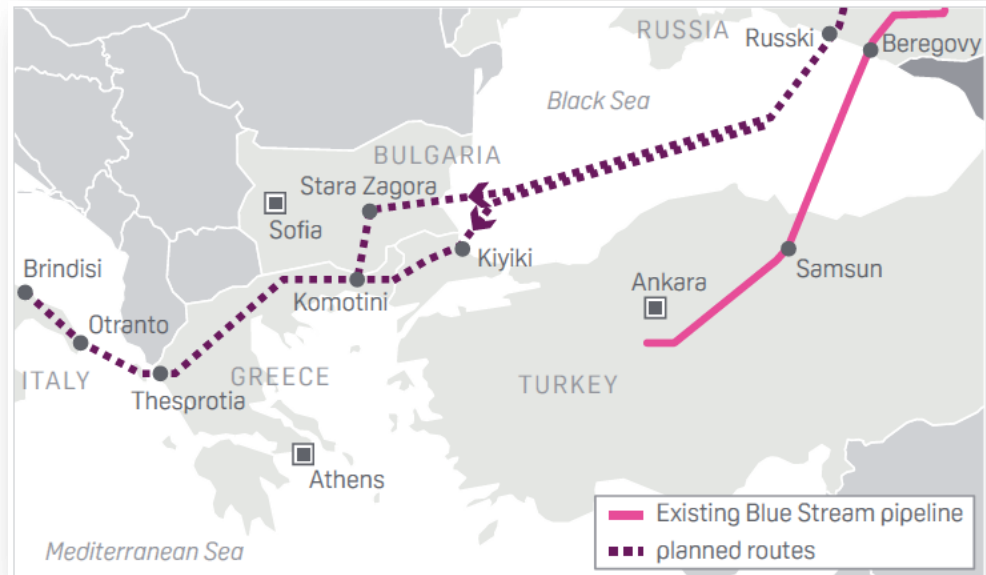 RUSSIA
Russki
Beregovy
Black Sea
BULGARIA
Stara Zagora
Sofia
Kiyiki
Brindisi
Komotini
Ankara
Samsun
Otranto
ITALY
GREECE
TURKEY
Thesprotia
Athens
Existing Blue Stream pipeline
planned routes
Mediterranean Sea